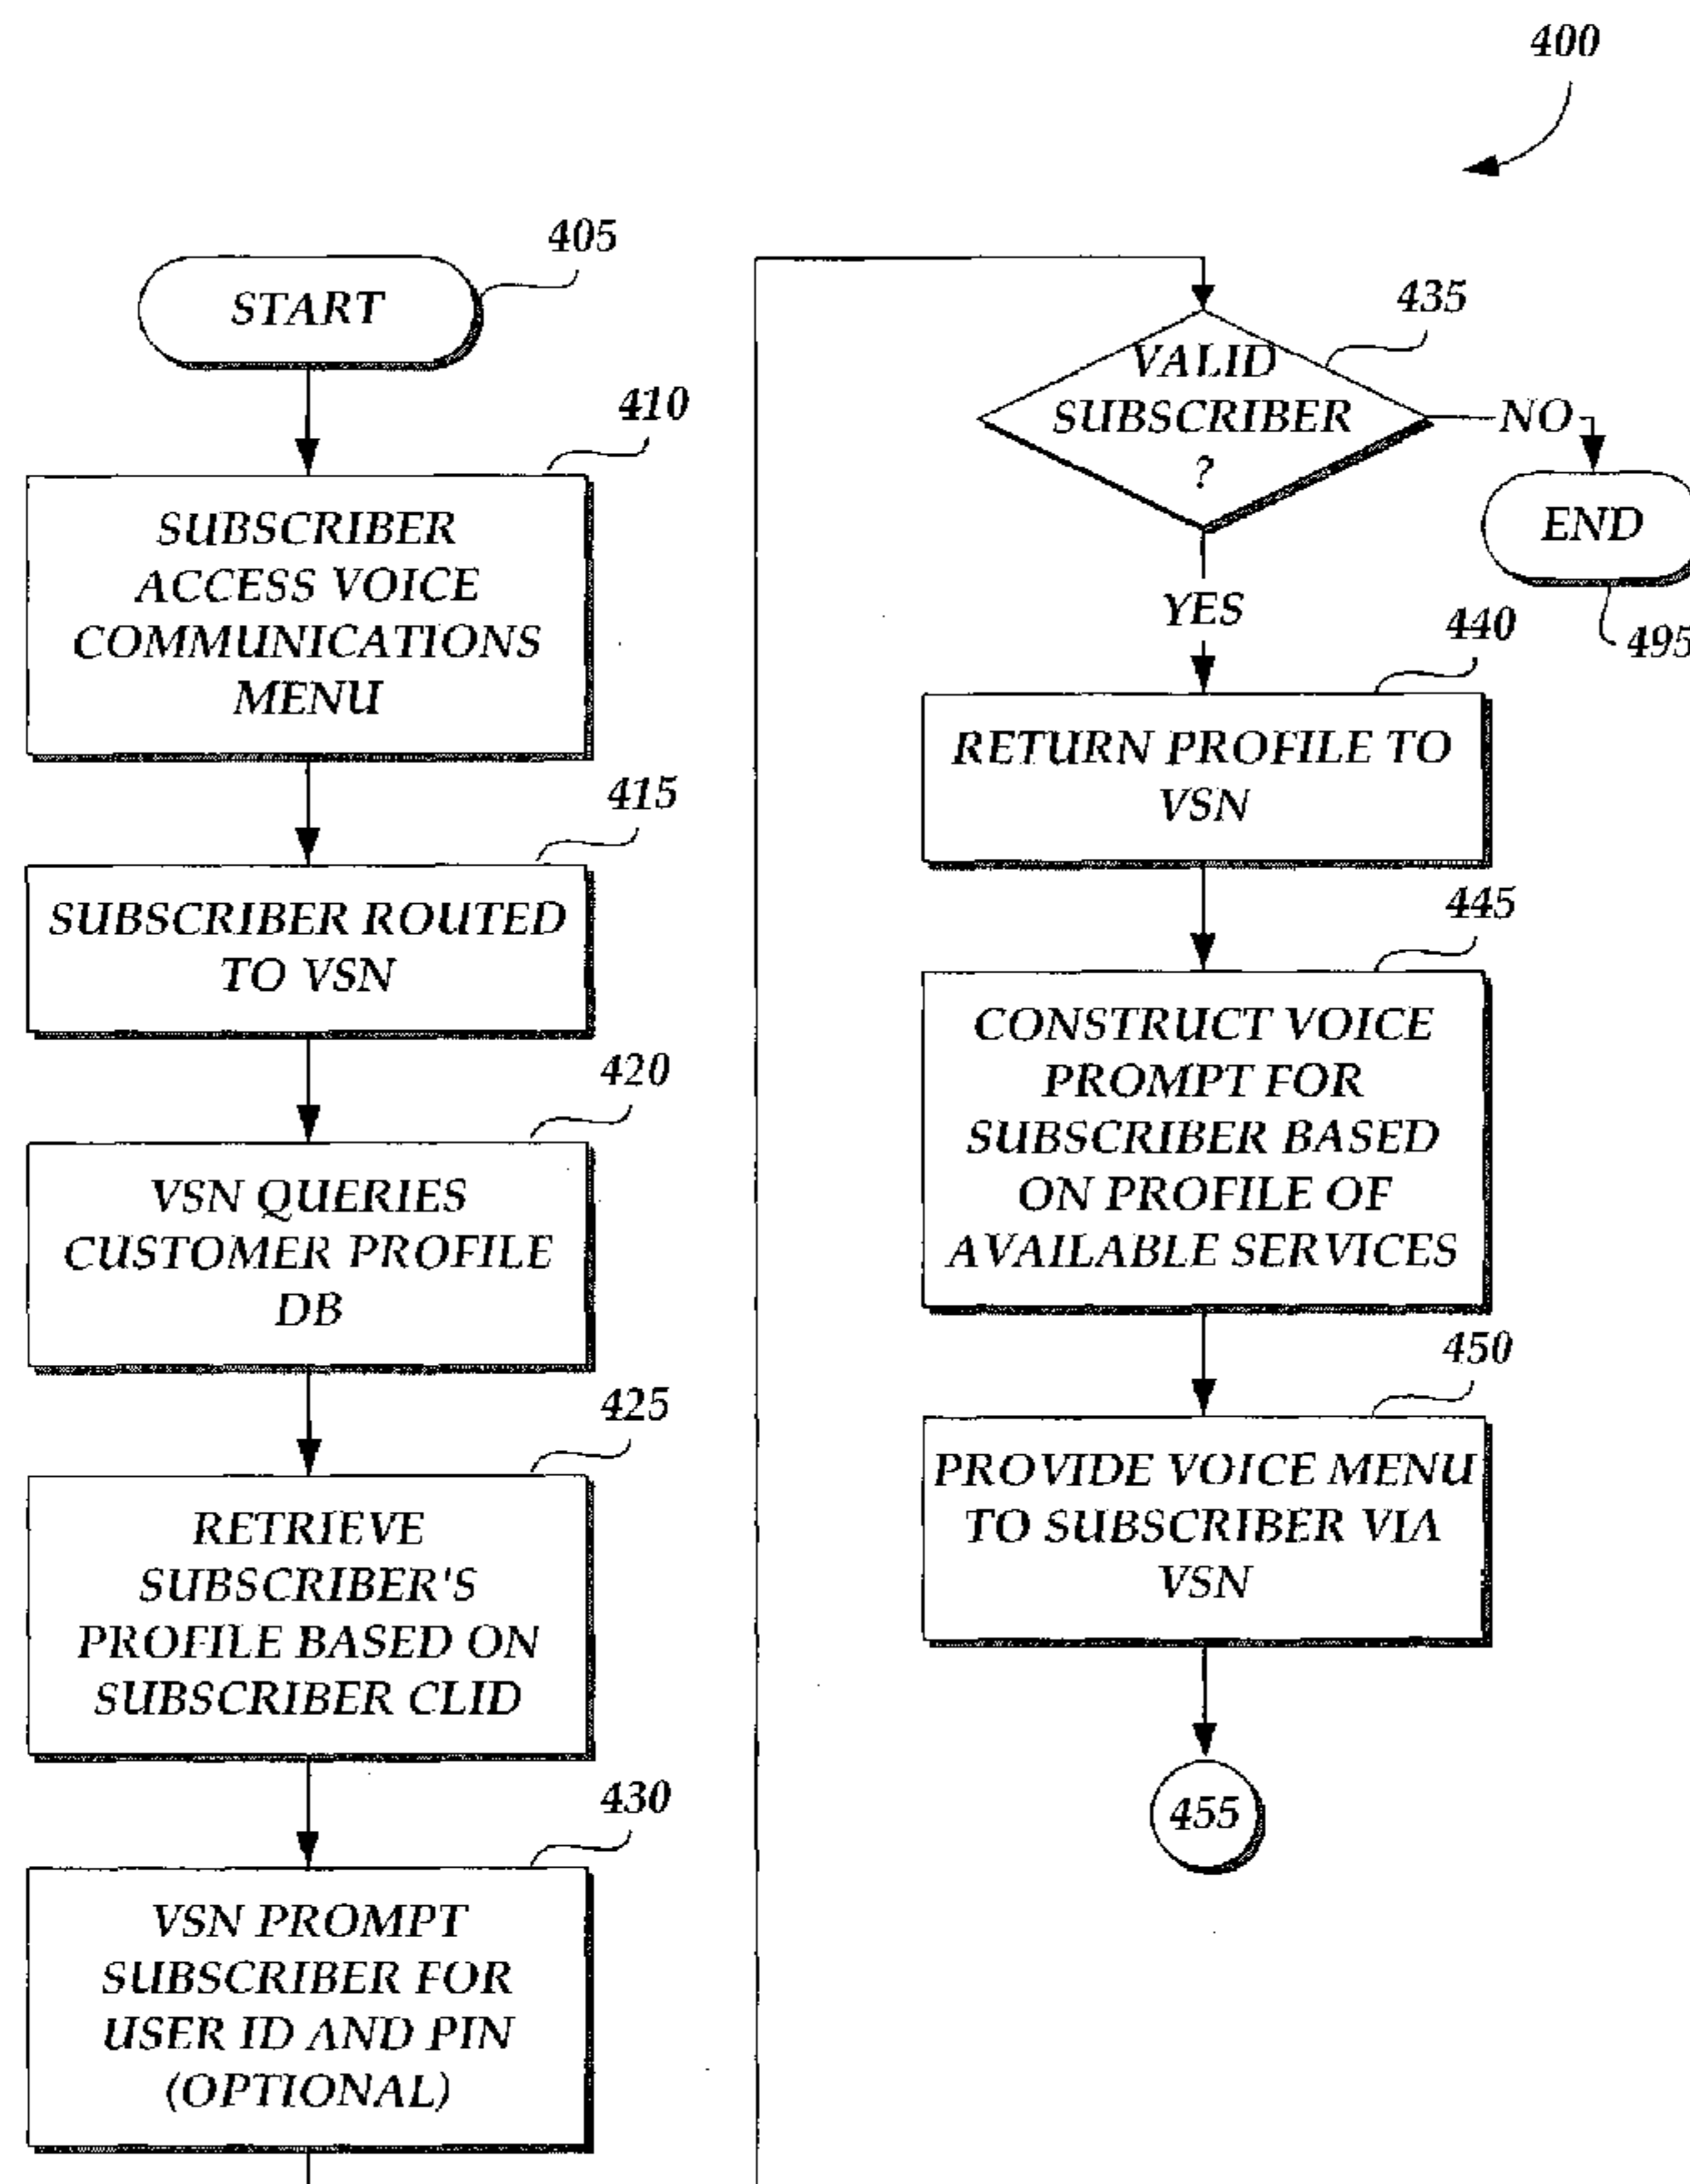 400
405
START
410
SUBSCRIBER
ACCESS VOICE
COMMUNICATIONS
MENU
415
SUBSCRIBER ROUTED
TO VSN
420
VSN QUERIES
CUSTOMER PROFILE
DB
425
RETRIEVE
SUBSCRIBER'S
PROFILE BASED ON
SUBSCRIBER CLID
430
VSN PROMPT
SUBSCRIBER FOR
USER ID AND PIN
(OPTIONAL)
435
VALID
SUBSCRIBER
?
NO
END
495
YES
440
RETURN PROFILE TO
VSN
445
CONSTRUCT VOICE
PROMPT FOR
SUBSCRIBER BASED
ON PROFILE OF
AVAILABLE SERVICES
450
PROVIDE VOICE MENU
TO SUBSCRIBER VIA
VSN
455